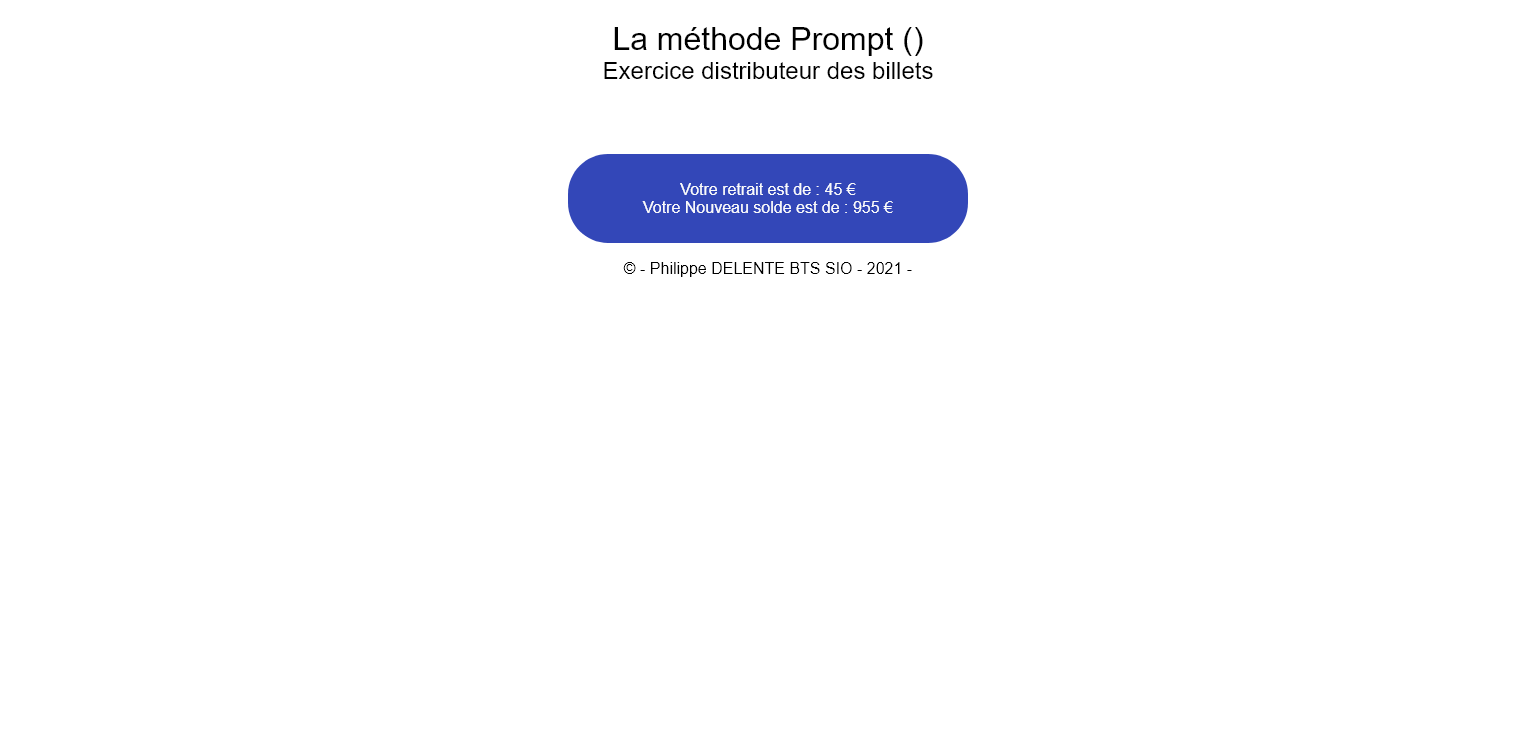 La méthode Prompt ()
Exercice distributeur des billets
Votre retrait est de : 45 €
Votre Nouveau solde est de : 955 €
© - Philippe DELENTE BTS SIO - 2021 -